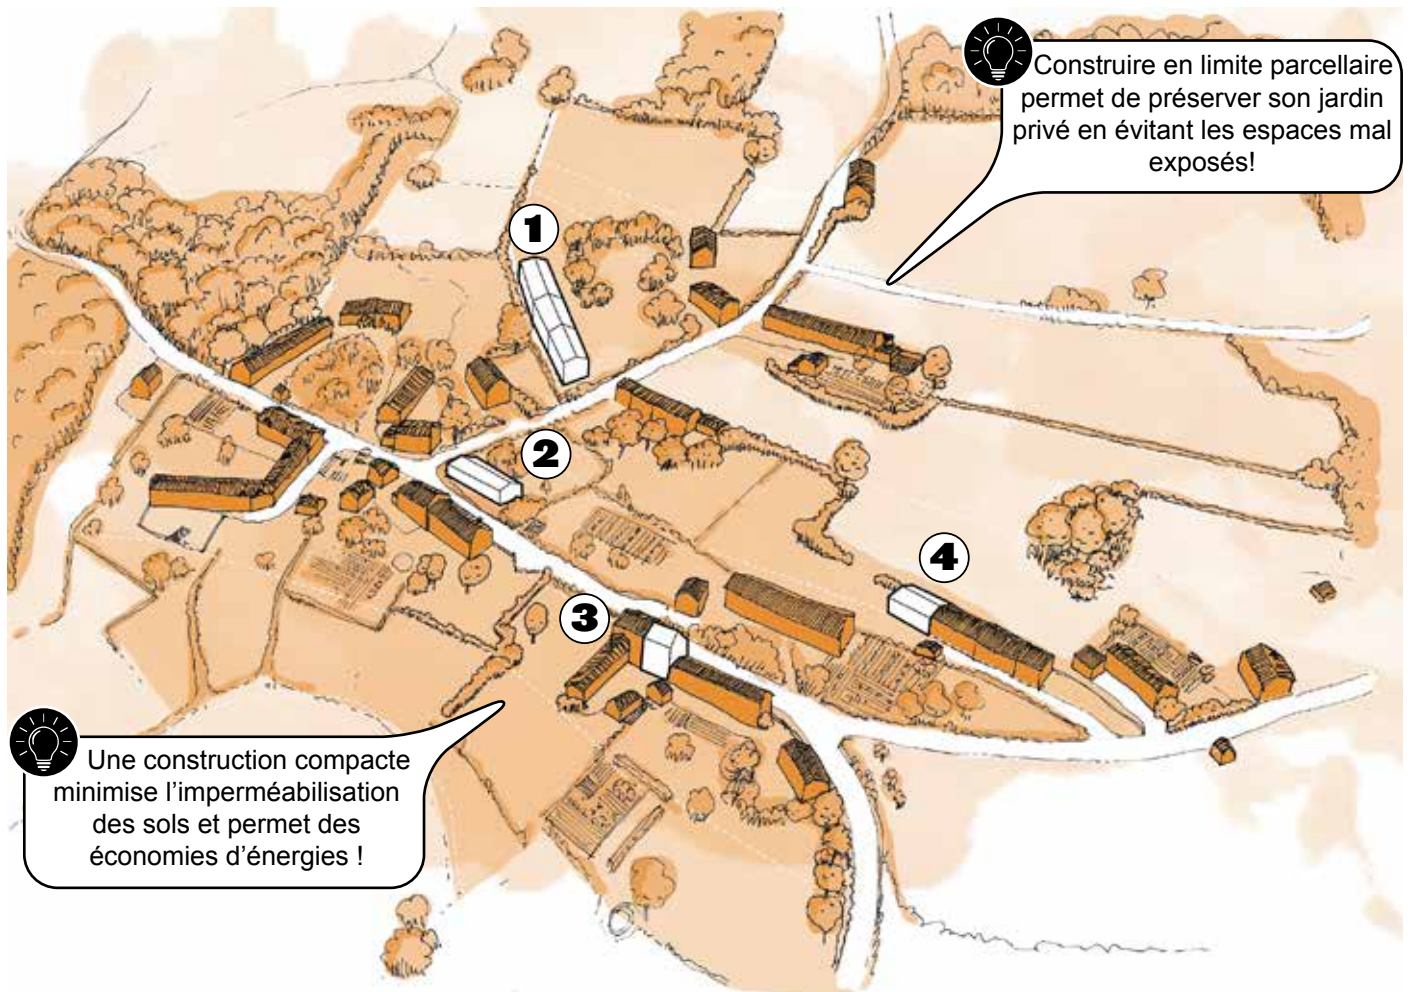 Construire en limite parcellaire
permet de préserver son jardin
privé en évitant les espaces mal
exposés!
1
2
3
4
Une construction compacte
minimise l'imperméabilisation
des sols et permet des
économies d'énergies !